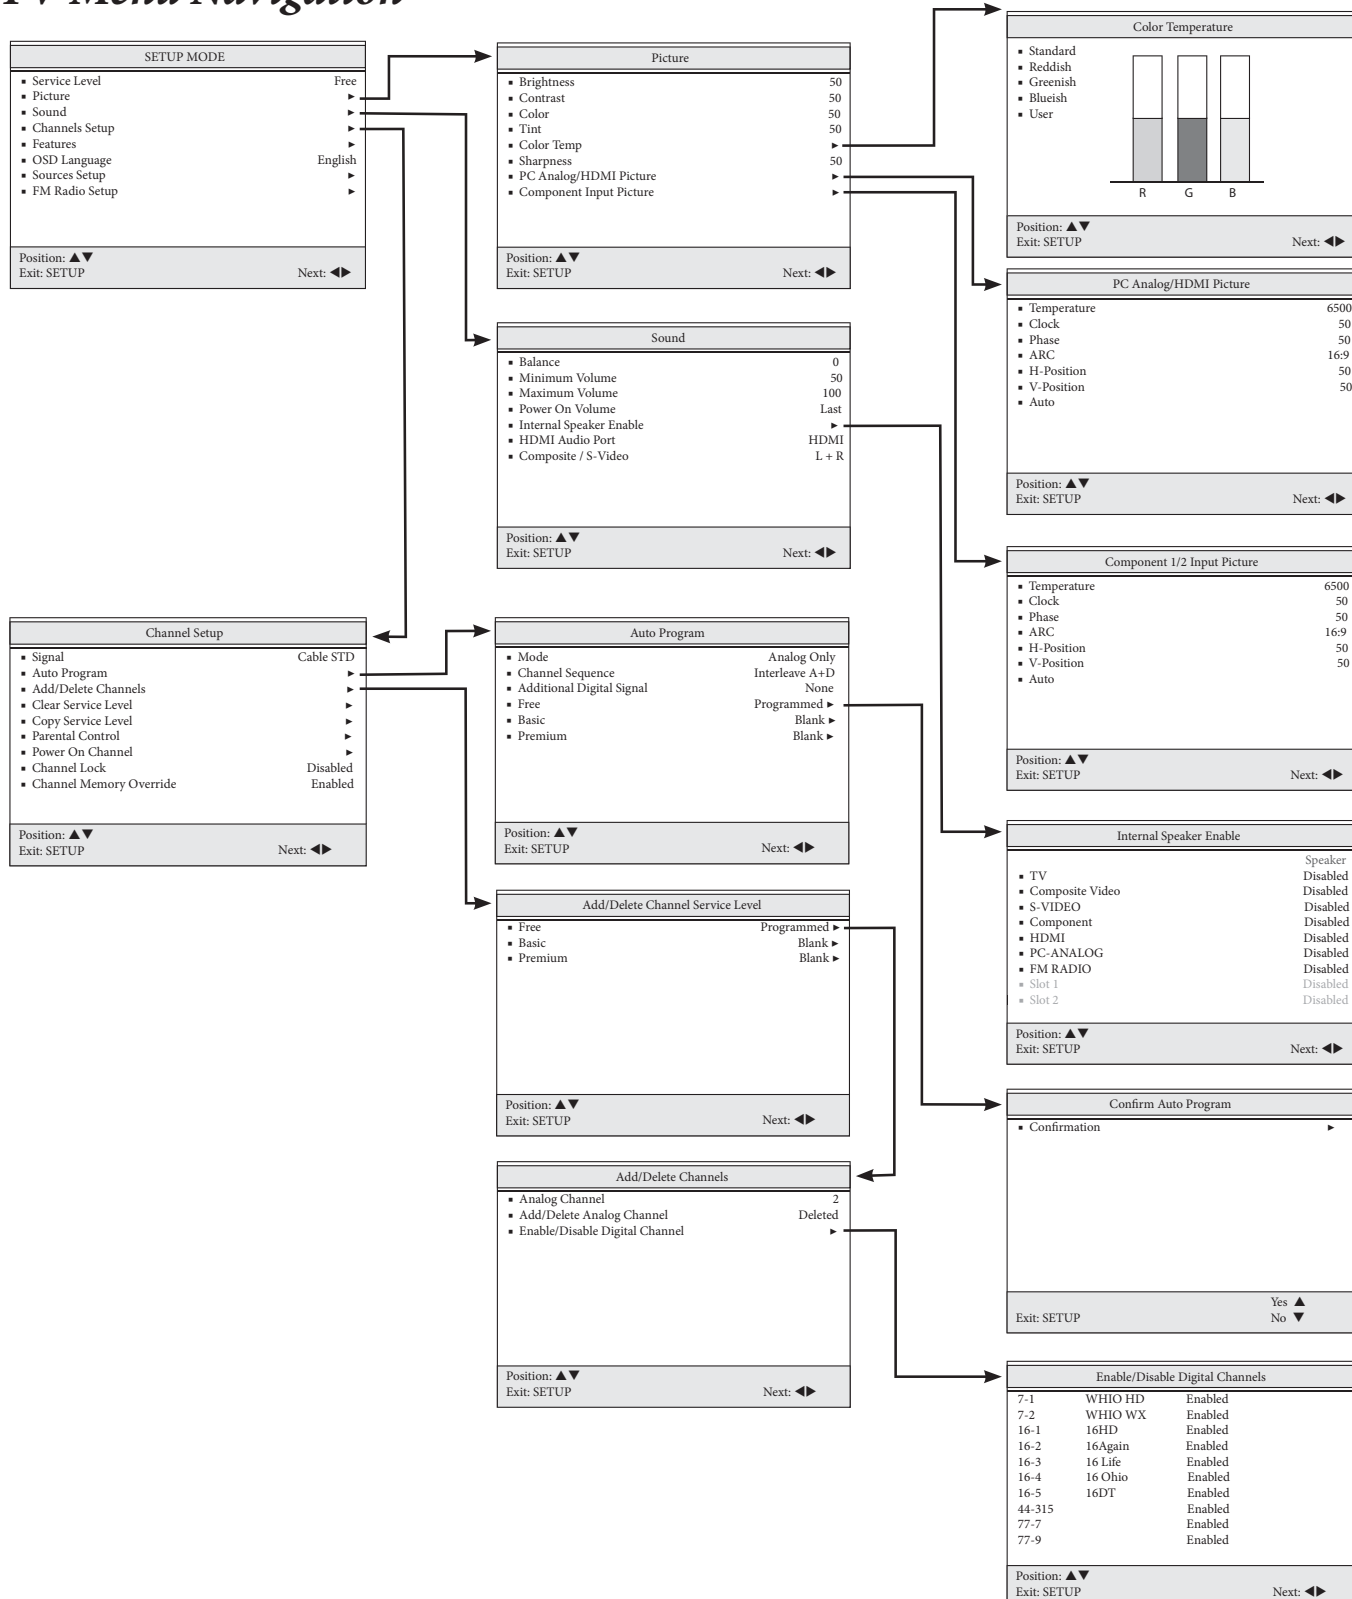 TV Menu Navigation
SETUP MODE
▪ Service Level Free
▪ Picture ►
▪ Sound ►
▪ Channels Setup ►
▪ Features ►
▪ OSD Language English
▪ Sources Setup ►
▪ FM Radio Setup ►
Position: ▲▼
Exit: SETUP Next: ◀▶
Picture
▪ Brightness 50
▪ Contrast 50
▪ Color 50
▪ Tint 50
▪ Color Temp ►
▪ Sharpness 50
▪ PC Analog/HDMI Picture ►
▪ Component Input Picture ►
Position: ▲▼
Exit: SETUP Next: ◀▶
Color Temperature
▪ Standard
▪ Reddish
▪ Greenish
▪ Blueish
▪ User
R G B
Position: ▲▼
Exit: SETUP Next: ◀▶
PC Analog/HDMI Picture
▪ Temperature 6500
▪ Clock 50
▪ Phase 50
▪ ARC 16:9
▪ H-Position 50
▪ V-Position 50
▪ Auto
Position: ▲▼
Exit: SETUP Next: ◀▶
Sound
▪ Balance 0
▪ Minimum Volume 50
▪ Maximum Volume 100
▪ Power On Volume Last
▪ Internal Speaker Enable ►
▪ HDMI Audio Port HDMI
▪ Composite / S-Video L + R
Position: ▲▼
Exit: SETUP Next: ◀▶
Component 1/2 Input Picture
▪ Temperature 6500
▪ Clock 50
▪ Phase 50
▪ ARC 16:9
▪ H-Position 50
▪ V-Position 50
▪ Auto
Position: ▲▼
Exit: SETUP Next: ◀▶
Channel Setup
▪ Signal Cable STD
▪ Auto Program ►
▪ Add/Delete Channels ►
▪ Clear Service Level ►
▪ Copy Service Level ►
▪ Parental Control ►
▪ Power On Channel ►
▪ Channel Lock Disabled
▪ Channel Memory Override Enabled
Position: ▲▼
Exit: SETUP Next: ◀▶
Auto Program
▪ Mode Analog Only
▪ Channel Sequence Interleave A+D
▪ Additional Digital Signal None
▪ Free Programmed ►
▪ Basic Blank ►
▪ Premium Blank ►
Position: ▲▼
Exit: SETUP Next: ◀▶
Internal Speaker Enable
Speaker
▪ TV Disabled
▪ Composite Video Disabled
▪ S-VIDEO Disabled
▪ Component Disabled
▪ HDMI Disabled
▪ PC-ANALOG Disabled
▪ FM RADIO Disabled
▪ Slot 1 Disabled
▪ Slot 2 Disabled
Position: ▲▼
Exit: SETUP Next: ◀▶
Add/Delete Channel Service Level
▪ Free Programmed ►
▪ Basic Blank ►
▪ Premium Blank ►
Position: ▲▼
Exit: SETUP Next: ◀▶
Confirm Auto Program
▪ Confirmation ►
Yes ▲
Exit: SETUP No ▼
Add/Delete Channels
▪ Analog Channel 2
▪ Add/Delete Analog Channel Deleted
▪ Enable/Disable Digital Channel ►
Position: ▲▼
Exit: SETUP Next: ◀▶
Enable/Disable Digital Channels
7-1 WHIO HD Enabled
7-2 WHIO WX Enabled
16-1 16HD Enabled
16-2 16Again Enabled
16-3 16 Life Enabled
16-4 16 Ohio Enabled
16-5 16DT Enabled
44-315 Enabled
77-7 Enabled
77-9 Enabled
Position: ▲▼
Exit: SETUP Next: ◀▶